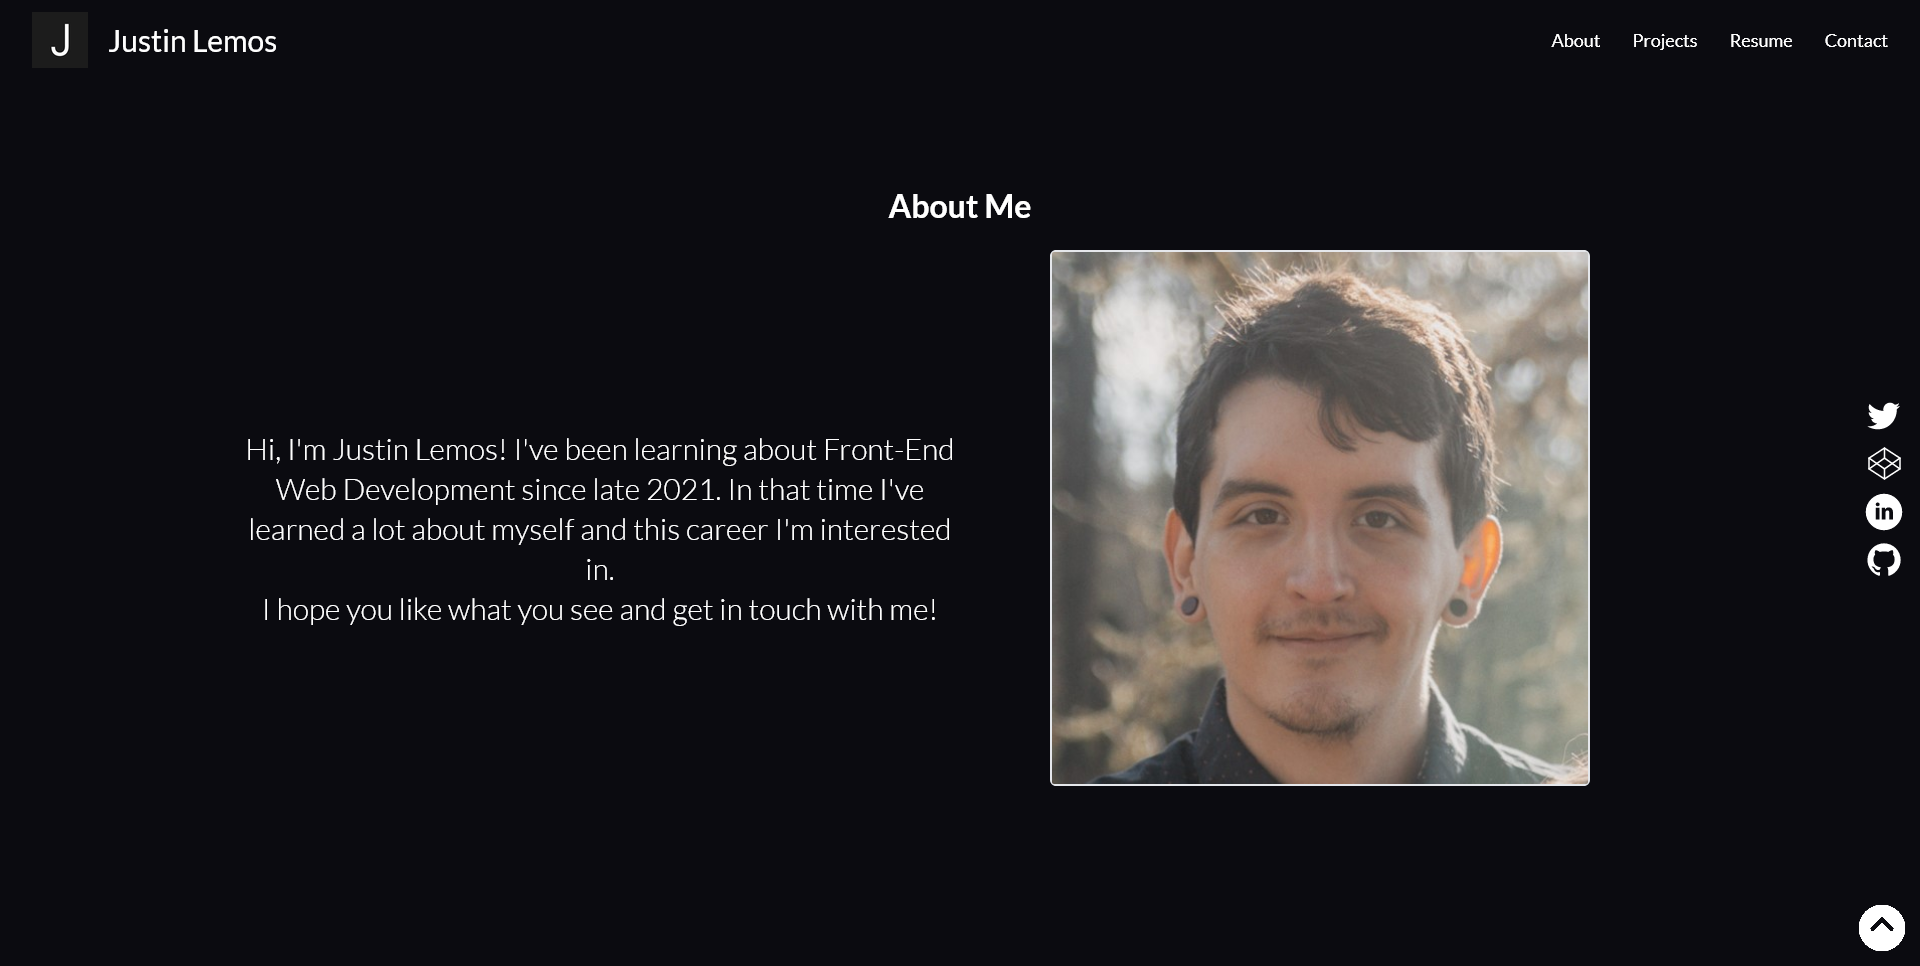 J
Justin Lemos
About
Projects
Resume
Contact
About Me
Hi, I'm Justin Lemos! I've been learning about Front-End
Web Development since late 2021. In that time I've
learned a lot about myself and this career I'm interested
in.
I hope you like what you see and get in touch with me!
in